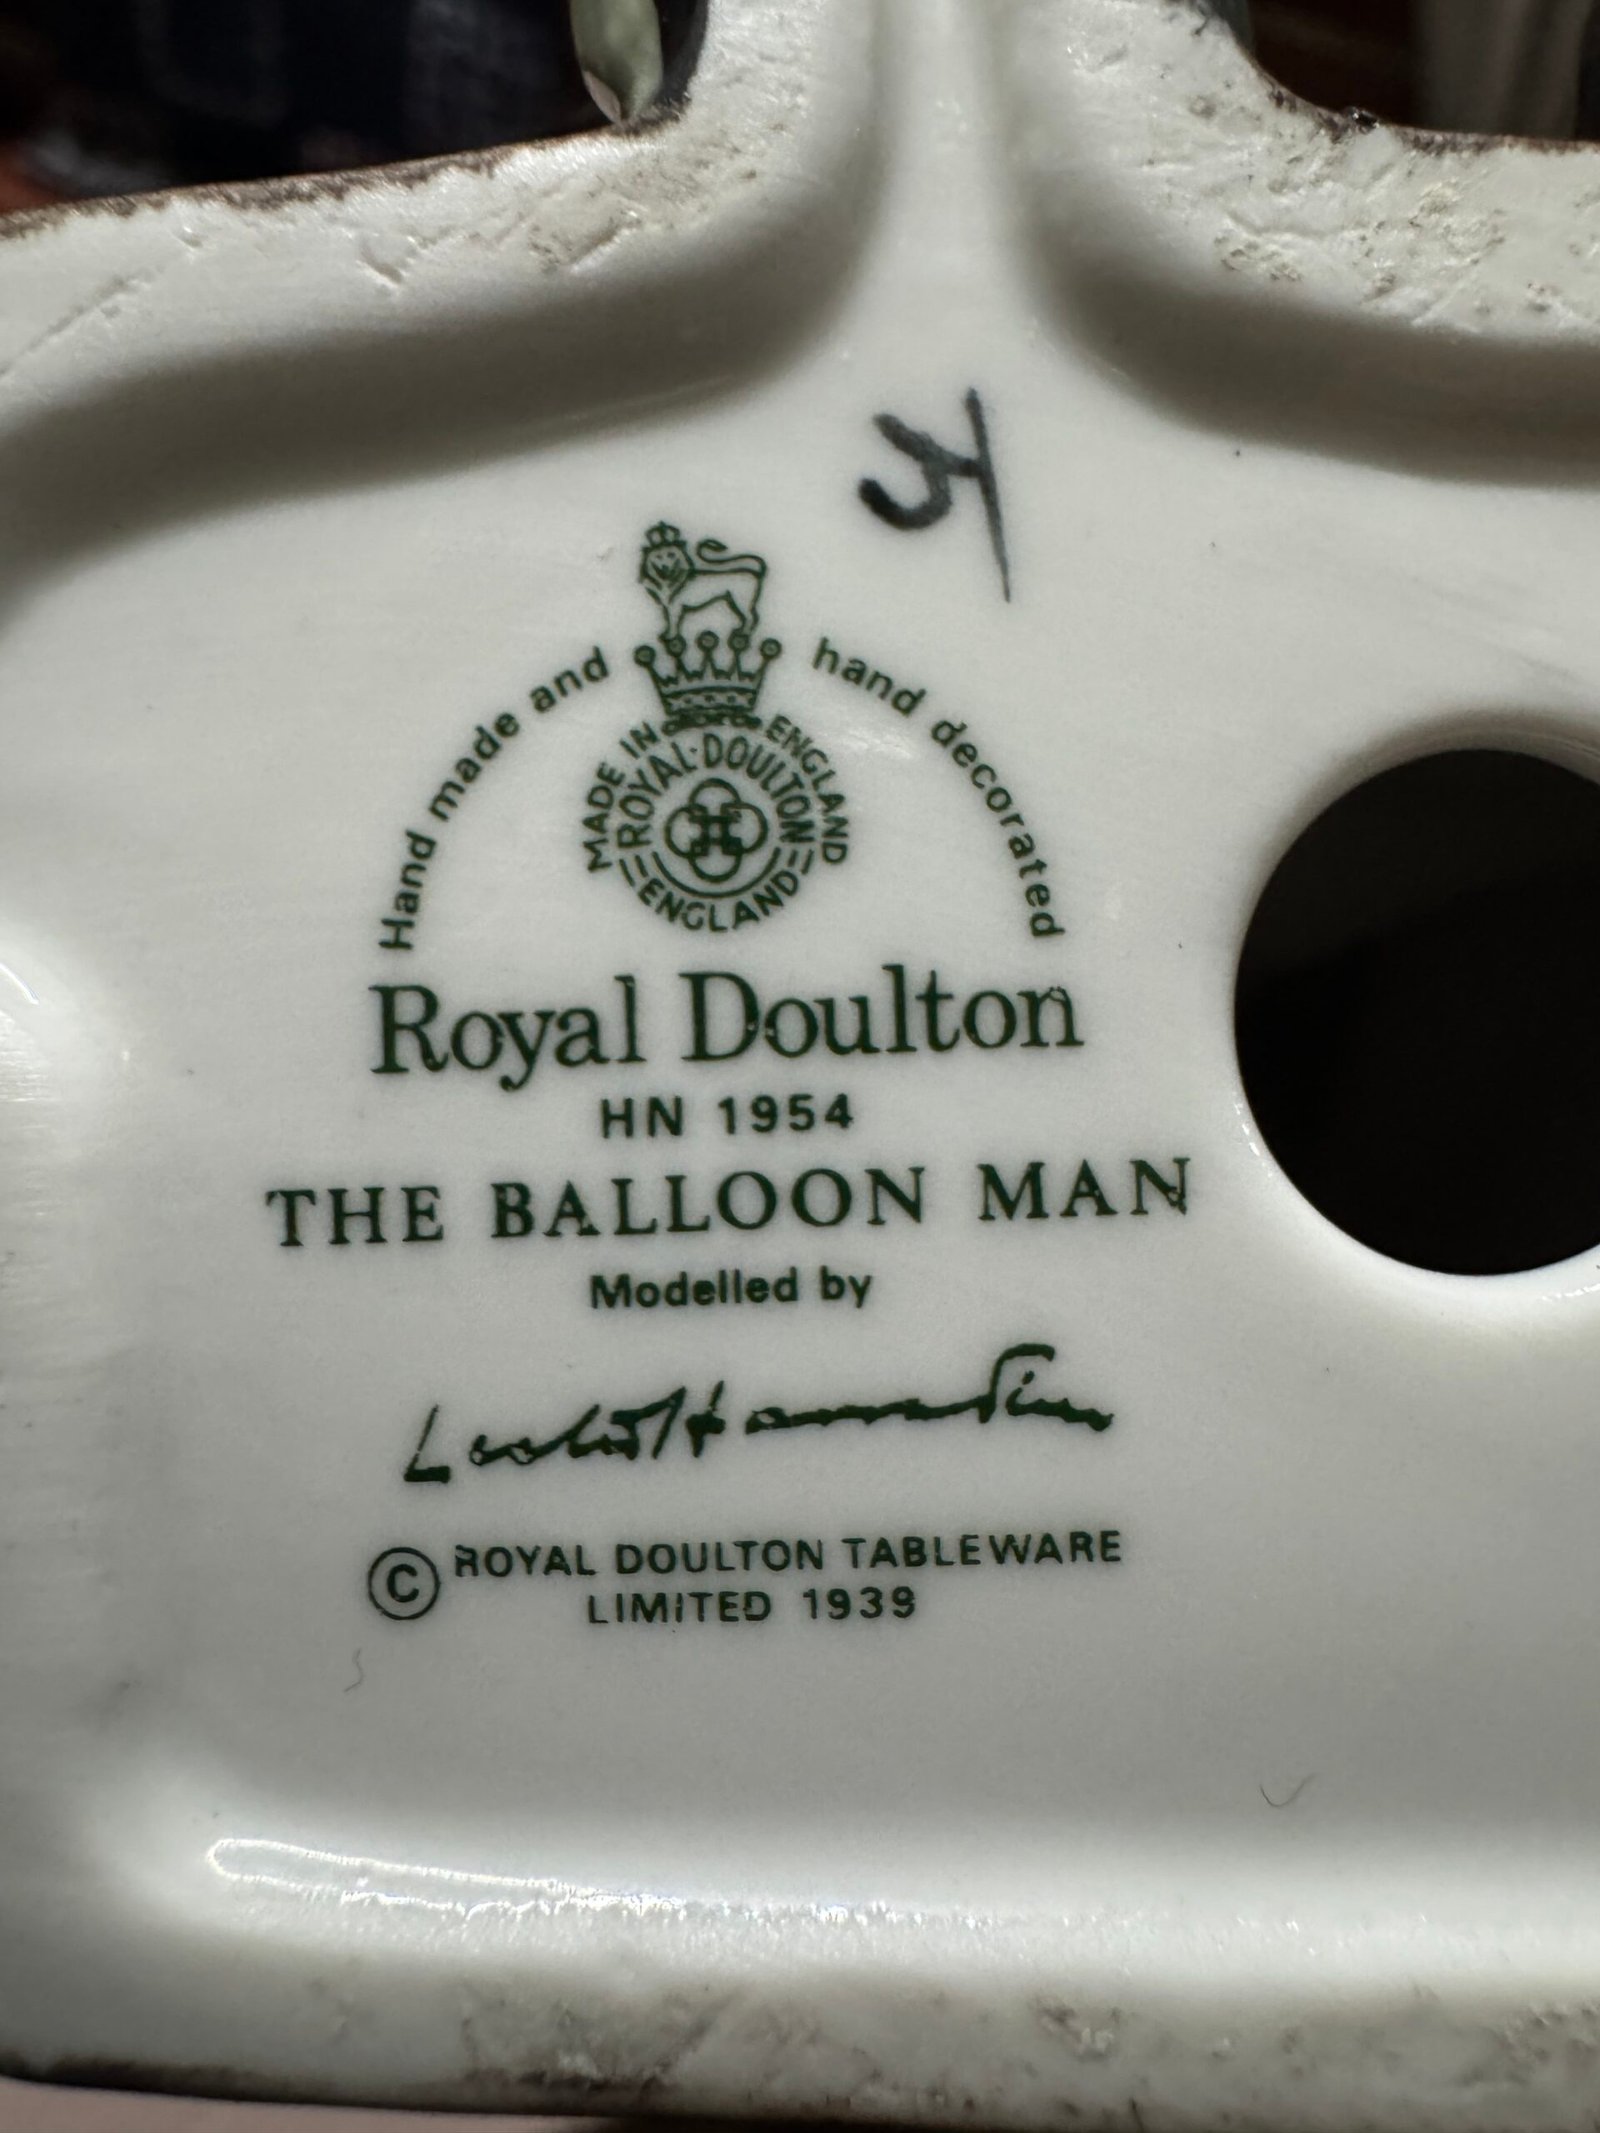 Hand made and hand decorated
MADE IN ENGLAND
ROYAL·DOULTON
ENGLAND
Royal Doulton
HN 1954
THE BALLOON MAN
Modelled by
© ROYAL DOULTON TABLEWARE
LIMITED 1939